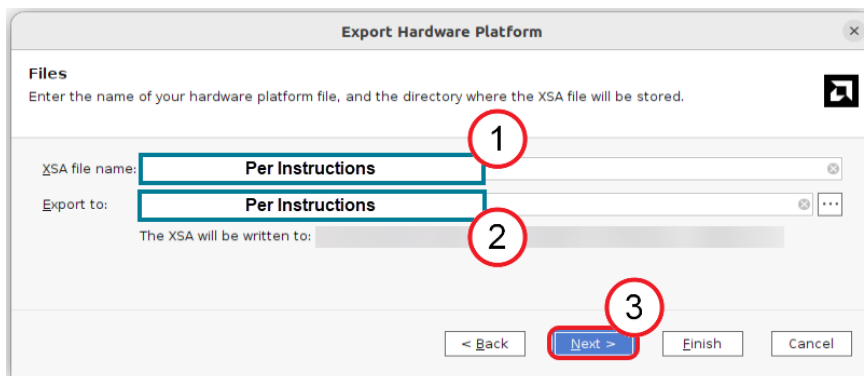 Export Hardware Platform
Files
Enter the name of your hardware platform file, and the directory where the XSA file will be stored.
1
XSA file name: Per Instructions
Export to: Per Instructions ...
The XSA will be written to:
2
3
< Back Next > Finish Cancel